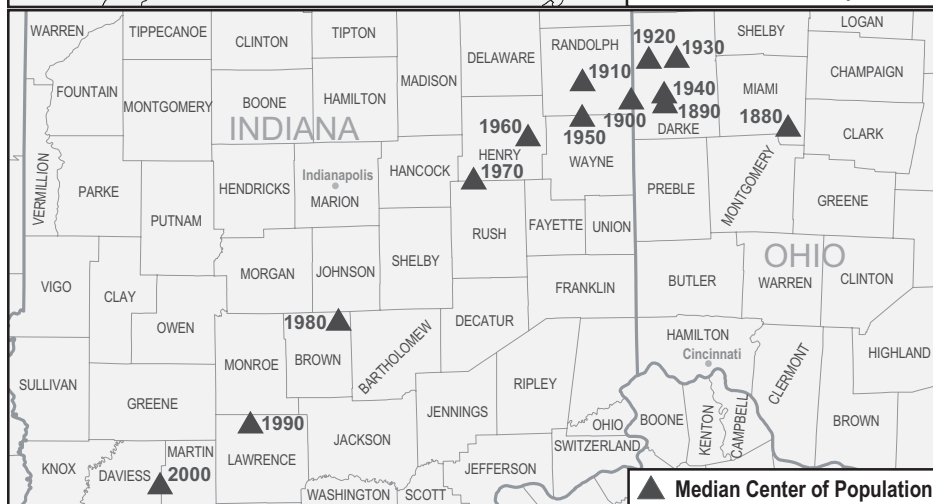 WARREN
TIPPECANOE
CLINTON
TIPTON
DELAWARE
RANDOLPH
1920
1930
SHELBY
LOGAN
FOUNTAIN
MONTGOMERY
BOONE
HAMILTON
MADISON
1910
1940
1890
1900
DARKE
MIAMI
1880
CHAMPAIGN
CLARK
INDIANA
1960
HENRY
1950
WAYNE
1970
VERMILLION
PARKE
PUTNAM
HENDRICKS
Indianapolis
MARION
HANCOCK
RUSH
FAYETTE
UNION
PREBLE
MONTGOMERY
GREENE
OHIO
VIGO
CLAY
OWEN
MORGAN
JOHNSON
SHELBY
DECATUR
FRANKLIN
BUTLER
WARREN
CLINTON
1980
BROWN
BARTHOLOMEW
MONROE
HAMILTON
Cincinnati
CLERMONT
HIGHLAND
SULLIVAN
GREENE
1990
LAWRENCE
JACKSON
JENNINGS
RIPLEY
OHIO
SWITZERLAND
BOONE
KENTON
CAMPBELL
BROWN
KNOX
DAVIESS
MARTIN
2000
WASHINGTON
SCOTT
JEFFERSON
Median Center of Population